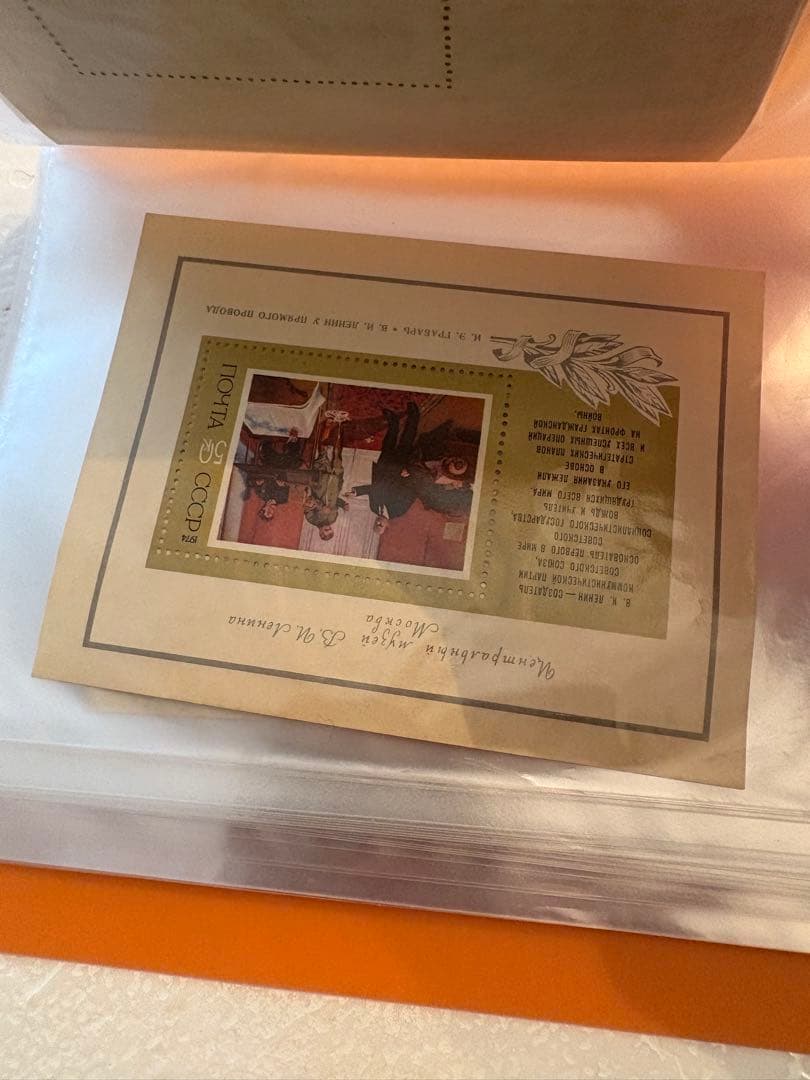 Центральный музей В.И.Ленина
Москва
В. И. ЛЕНИН — СОЗДАТЕЛЬ
КОММУНИСТИЧЕСКОЙ ПАРТИИ
СОВЕТСКОГО СОЮЗА,
ОСНОВАТЕЛЬ ПЕРВОГО В МИРЕ
СОВЕТСКОГО
СОЦИАЛИСТИЧЕСКОГО ГОСУДАРСТВА,
ВОЖДЬ И УЧИТЕЛЬ
ТРУДЯЩИХСЯ ВСЕГО МИРА.
ЕГО УКАЗАНИЯ ЛЕЖАЛИ
В ОСНОВЕ
СТРАТЕГИЧЕСКИХ ПЛАНОВ
И ВСЕХ УСПЕШНЫХ ОПЕРАЦИЙ
НА ФРОНТАХ ГРАЖДАНСКОЙ
ВОЙНЫ.
ПОЧТА 50К СССР
1974
И. Э. ГРАБАРЬ • В. И. ЛЕНИН У ПРЯМОГО ПРОВОДА